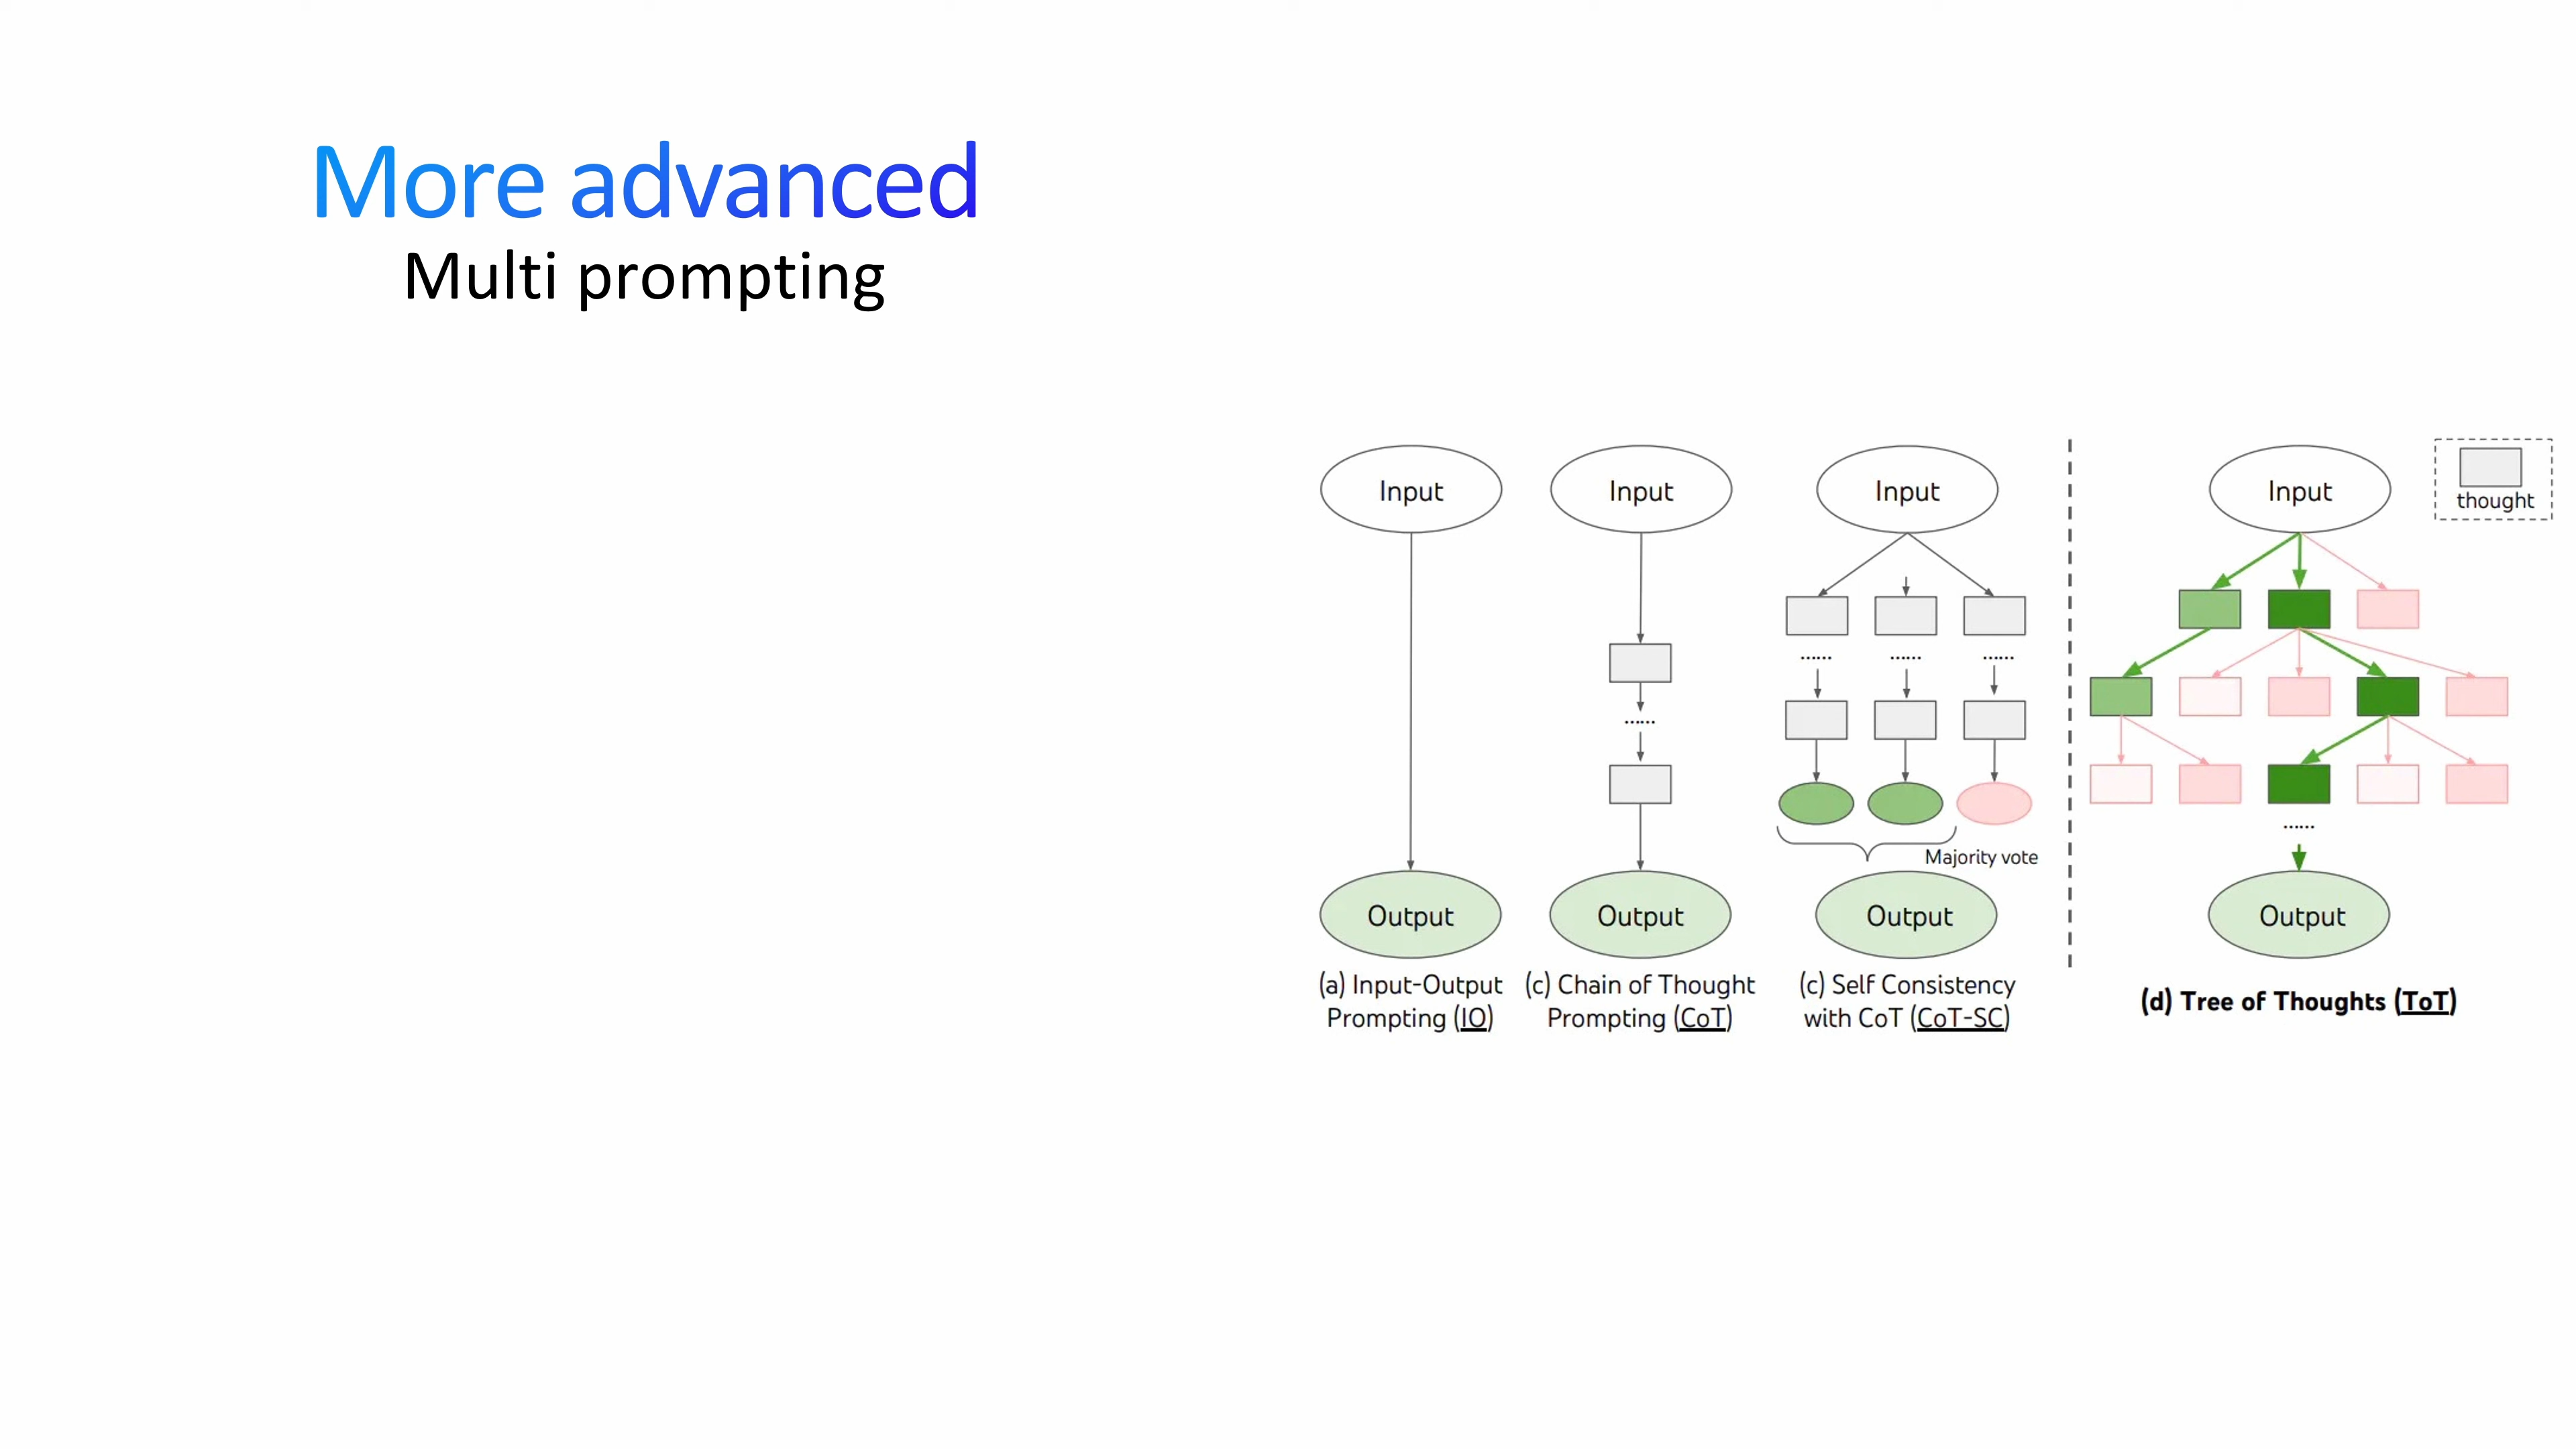 More advanced
Multi prompting
Input
Input
Input
Input
thought
......
......
......
......
......
Majority vote
Output
Output
Output
Output
(a) Input-Output
Prompting (IO)
(c) Chain of Thought
Prompting (CoT)
(c) Self Consistency
with CoT (CoT-SC)
(d) Tree of Thoughts (ToT)